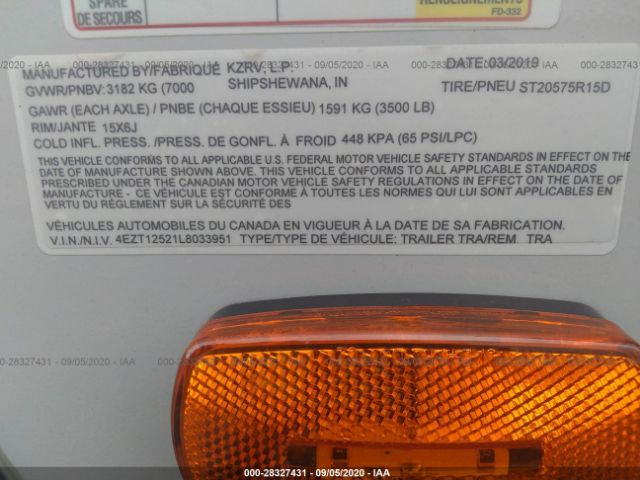 SPARE
DE SECOURS
RENSEIGNEMENTS
FD-332
MANUFACTURED BY/FABRIQUÉ KZRV, L.P. DATE 03/2019
GVWR/PNBV: 3182 KG (7000 SHIPSHEWANA, IN TIRE/PNEU ST20575R15D
GAWR (EACH AXLE) / PNBE (CHAQUE ESSIEU) 1591 KG (3500 LB)
RIM/JANTE 15X6J
COLD INFL. PRESS. /PRESS. DE GONFL. À FROID 448 KPA (65 PSI/LPC)
THIS VEHICLE CONFORMS TO ALL APPLICABLE U.S. FEDERAL MOTOR VEHICLE SAFETY STANDARDS IN EFFECT ON THE
DATE OF MANUFACTURE SHOWN ABOVE. THIS VEHICLE CONFORMS TO ALL APPLICABLE STANDARDS
PRESCRIBED UNDER THE CANADIAN MOTOR VEHICLE SAFETY REGULATIONS IN EFFECT ON THE DATE OF
MANUFACTURE - CE VÉHICULE EST CONFORME À TOUTES LES NORMES QUI LUI SONT APPLICABLES EN
VERTU DU RÈGLEMENT SUR LA SÉCURITÉ DES
VÉHICULES AUTOMOBILES DU CANADA EN VIGUEUR À LA DATE DE SA FABRICATION.
V.I.N./N.I.V. 4EZT12521L8033951 TYPE/TYPE DE VÉHICULE: TRAILER TRA/REM TRA
000-28327431 - 09/05/2020 - IAA